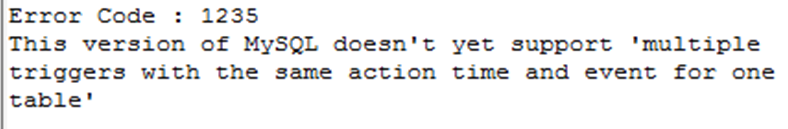 Error Code : 1235
This version of MySQL doesn't yet support 'multiple
triggers with the same action time and event for one
table'